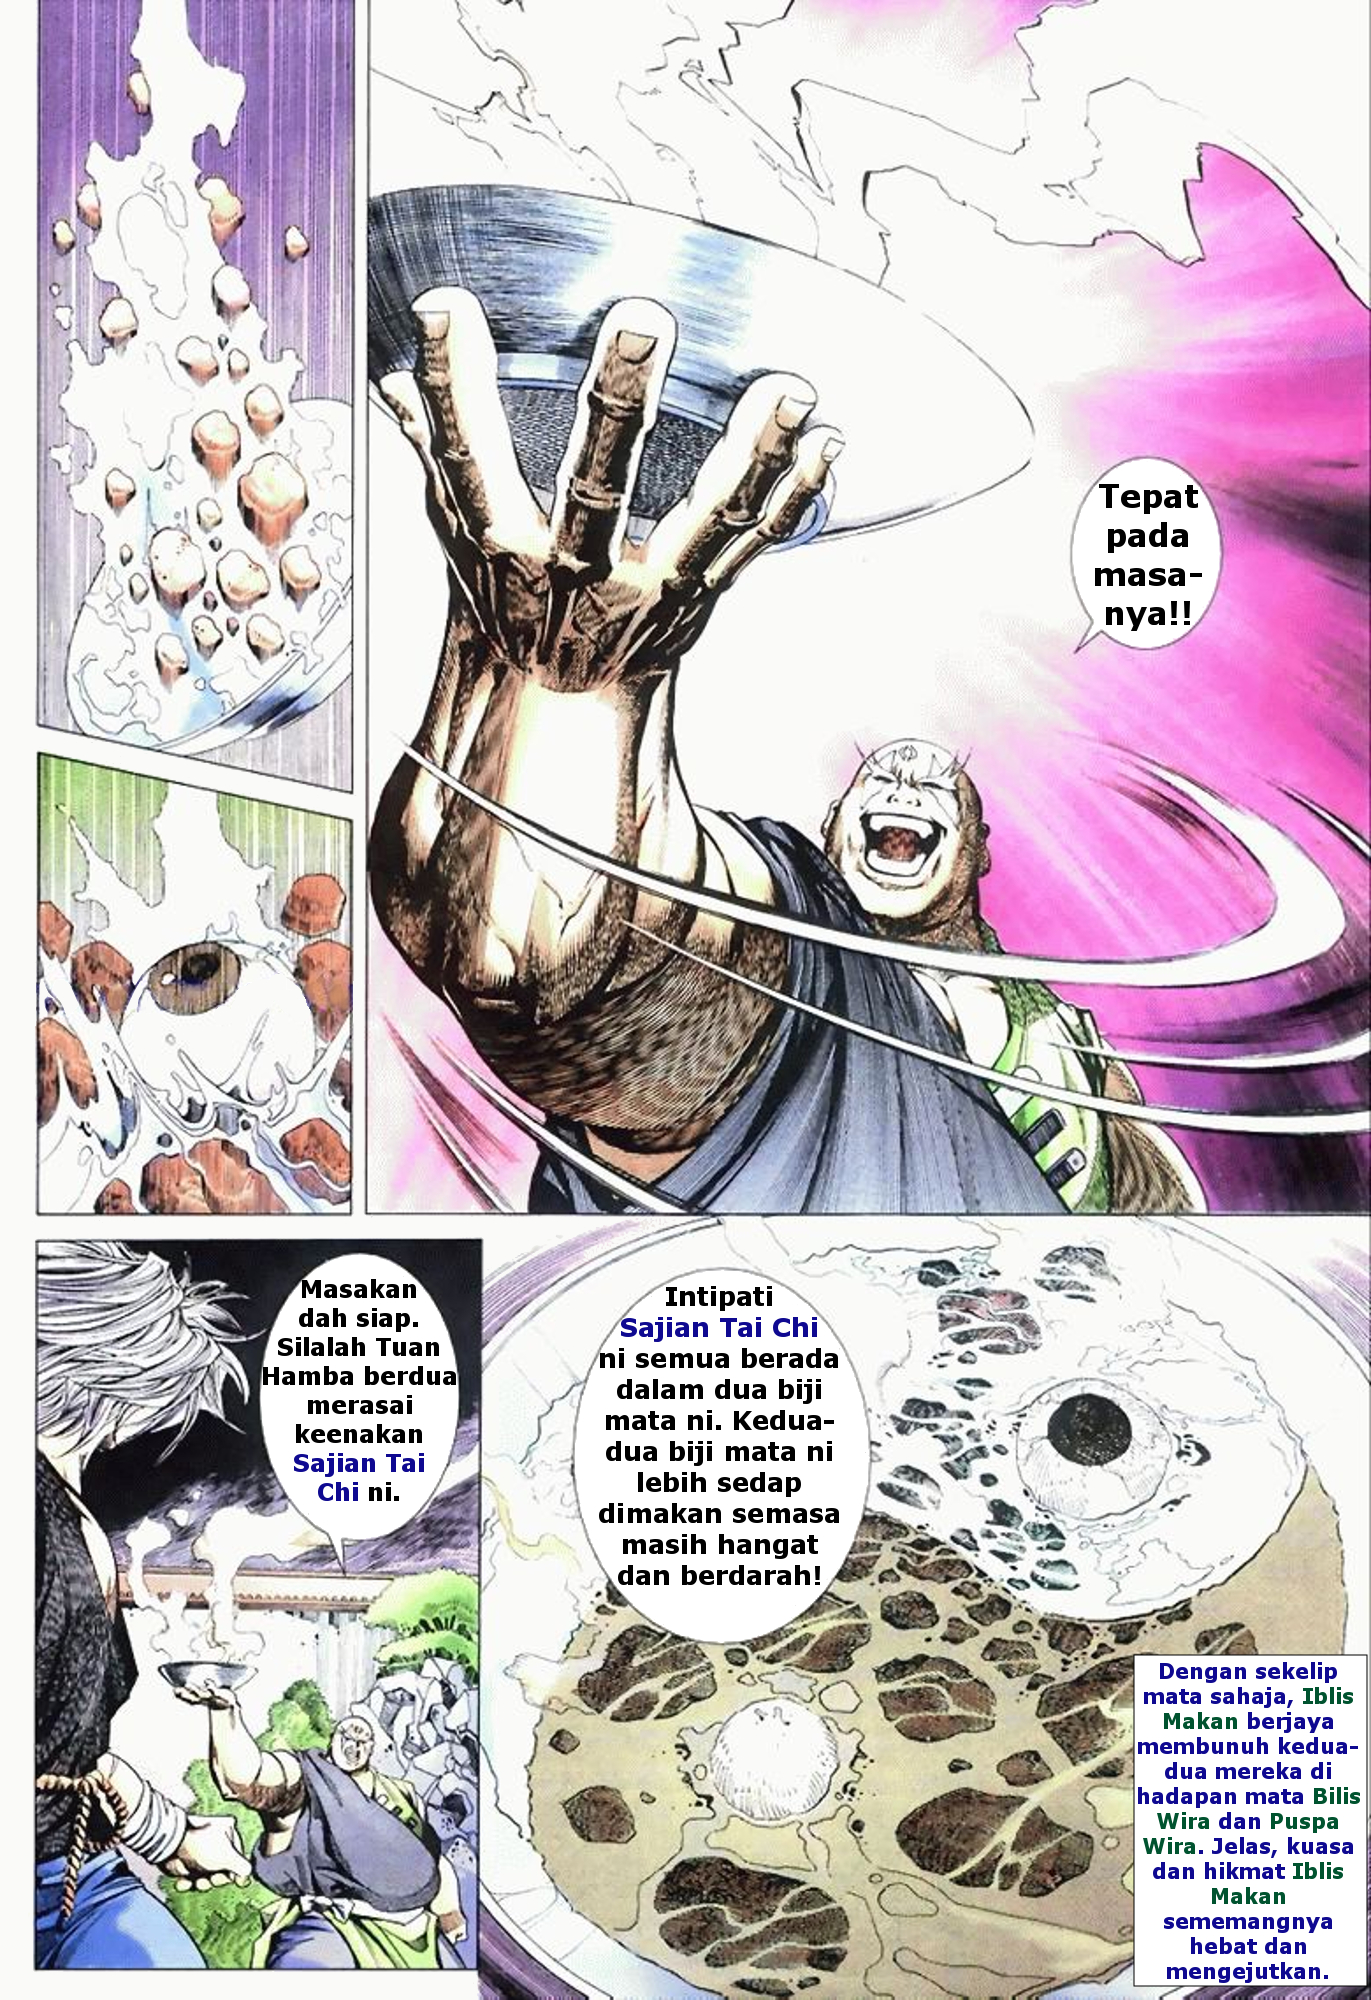 Tepat
pada
masa-
nya!!
Masakan
dah siap.
Silalah Tuan
Hamba berdua
merasai
keenakan
Sajian Tai
Chi ni.
Intipati
Sajian Tai Chi
ni semua berada
dalam dua biji
mata ni. Kedua-
dua biji mata ni
lebih sedap
dimakan semasa
masih hangat
dan berdarah!
Dengan sekelip
mata sahaja, Iblis
Makan berjaya
membunuh kedua-
dua mereka di
hadapan mata Bilis
Wira dan Puspa
Wira. Jelas, kuasa
dan hikmat Iblis
Makan
sememangnya
hebat dan
mengejutkan.